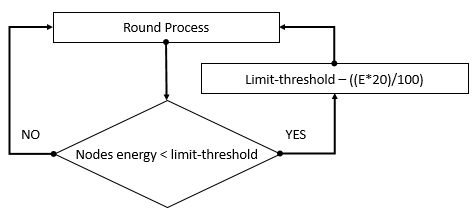 Round Process
Limit-threshold – ((E*20)/100)
NO
YES
Nodes energy < limit-threshold